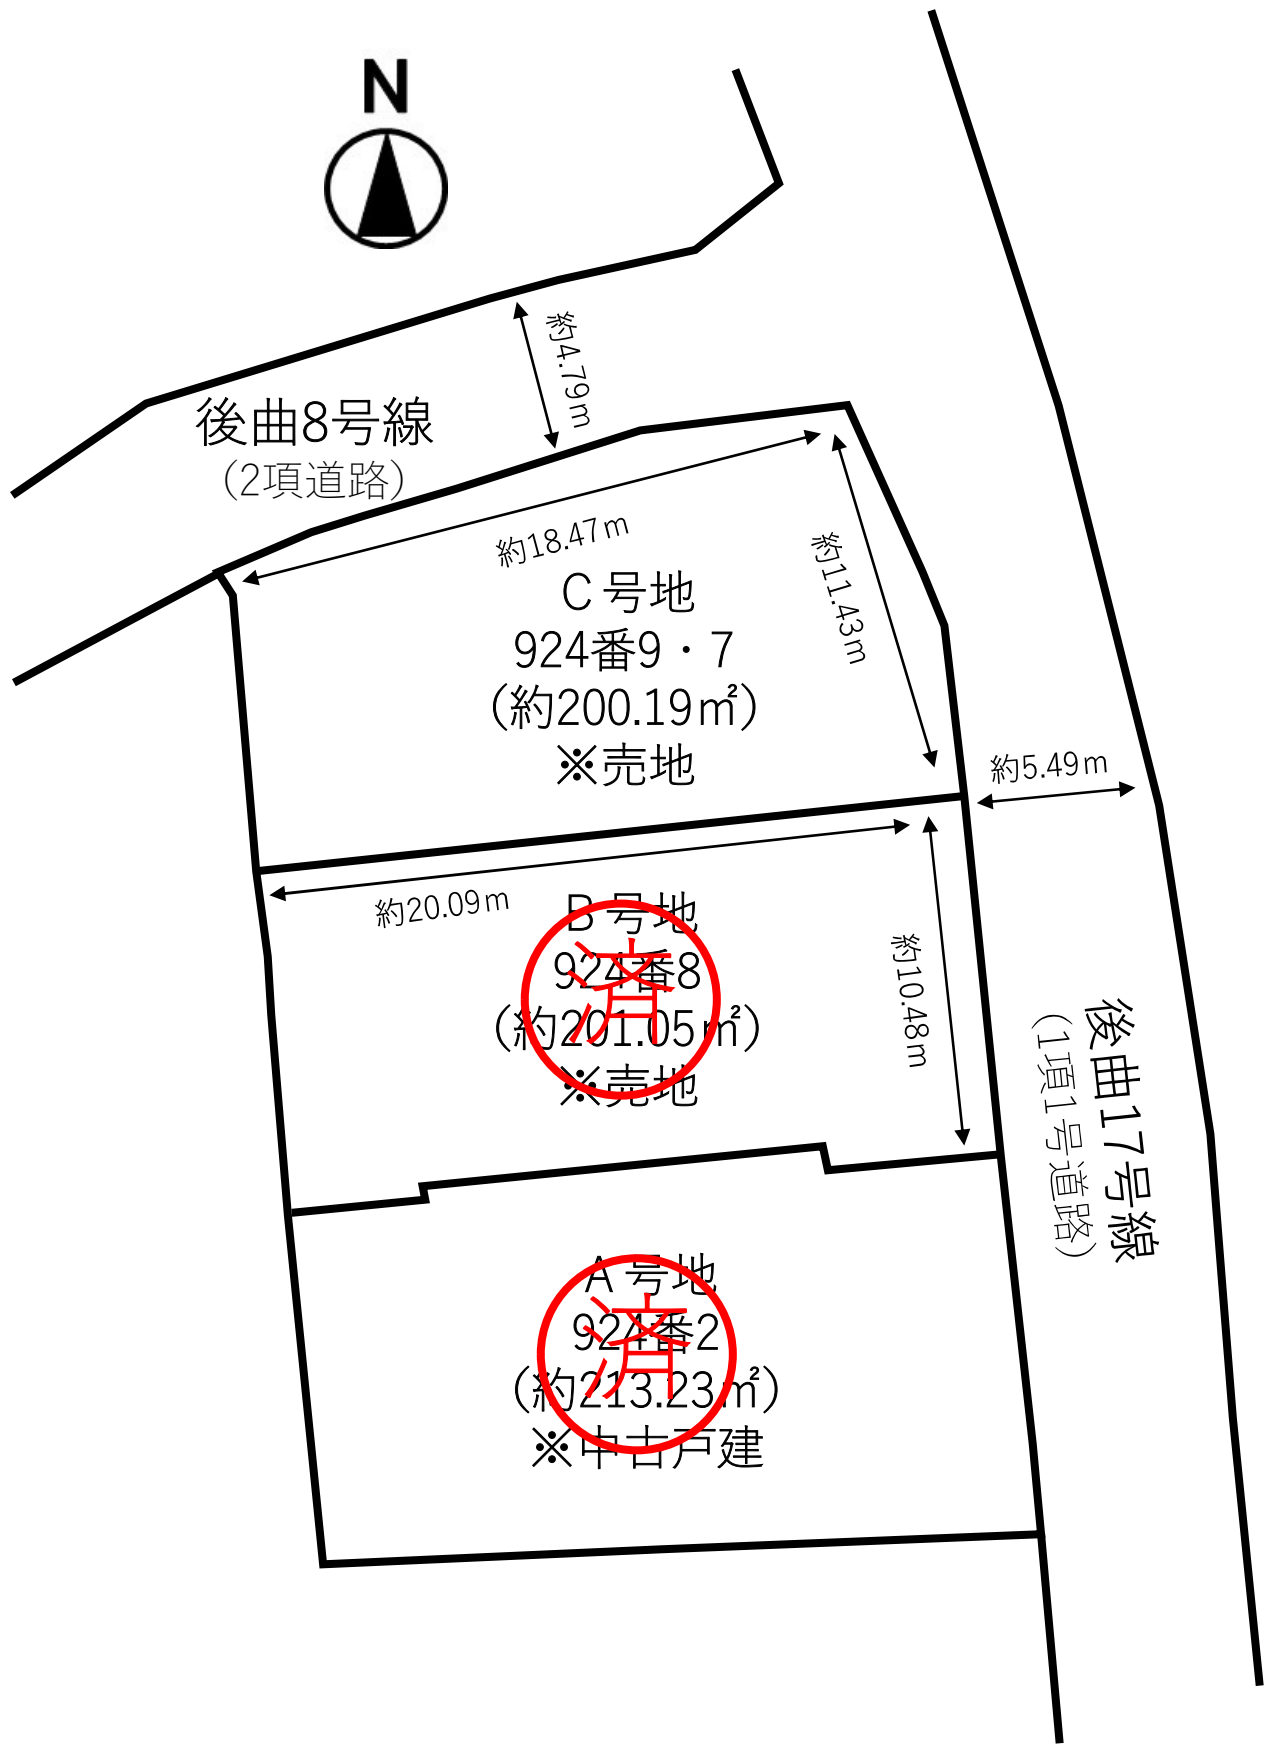 N
約4.79m
後曲8号線
（2項道路）
約18.47m
約11.43m
C号地
924番9・7
（約200.19㎡）
※売地
約5.49m
約20.09m
B号地
924番8
（約201.05㎡）
※売地
済
約10.48m
後曲17号線
（1項1号道路）
A号地
924番2
（約213.23㎡）
※中古戸建
済